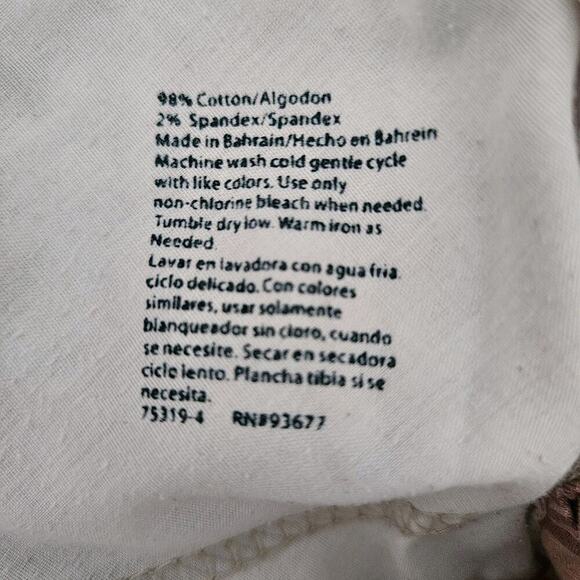 98% Cotton/Algodon
2% Spandex/Spandex
Made in Bahrain/Hecho en Bahrein
Machine wash cold gentle cycle
with like colors. Use only
non-chlorine bleach when needed.
Tumble dry low. Warm iron as
Needed.
Lavar en lavadora con agua fria.
ciclo delicado. Con colores
similares, usar solamente
blanqueador sin cloro, cuando
se necesite. Secar en secadora
ciclo lento. Plancha tibia si se
necesita.
75319-4 RN#93677